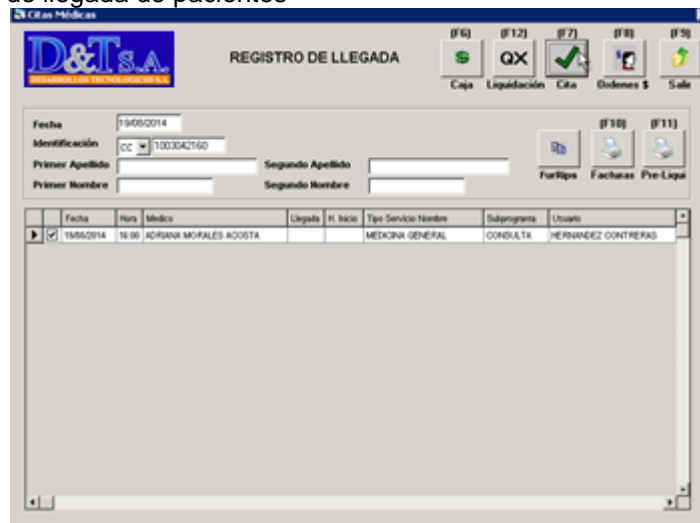 de llegada de pacientes
Citas Médicas
D&T S.A.
DESARROLLOS TECNOLOGICOS S.A.
REGISTRO DE LLEGADA
(F6) (F12) (F7) (F8) (F9)
$ QX
Caja Liquidación Cita Ordenes $ Salir
Fecha 19/08/2014
Identificación CC 1003042160
Primer Apellido Segundo Apellido
Primer Nombre Segundo Nombre
(F10) (F11)
FurRips Facturas Pre-Liqui
Fecha Hora Medico Llegada H. Inicio Tipo Servicio Nombre Subprograma Usuario
19/08/2014 16:00 ADRIANA MORALES ACOSTA MEDICINA GENERAL CONSULTA HERNANDEZ CONTRERAS